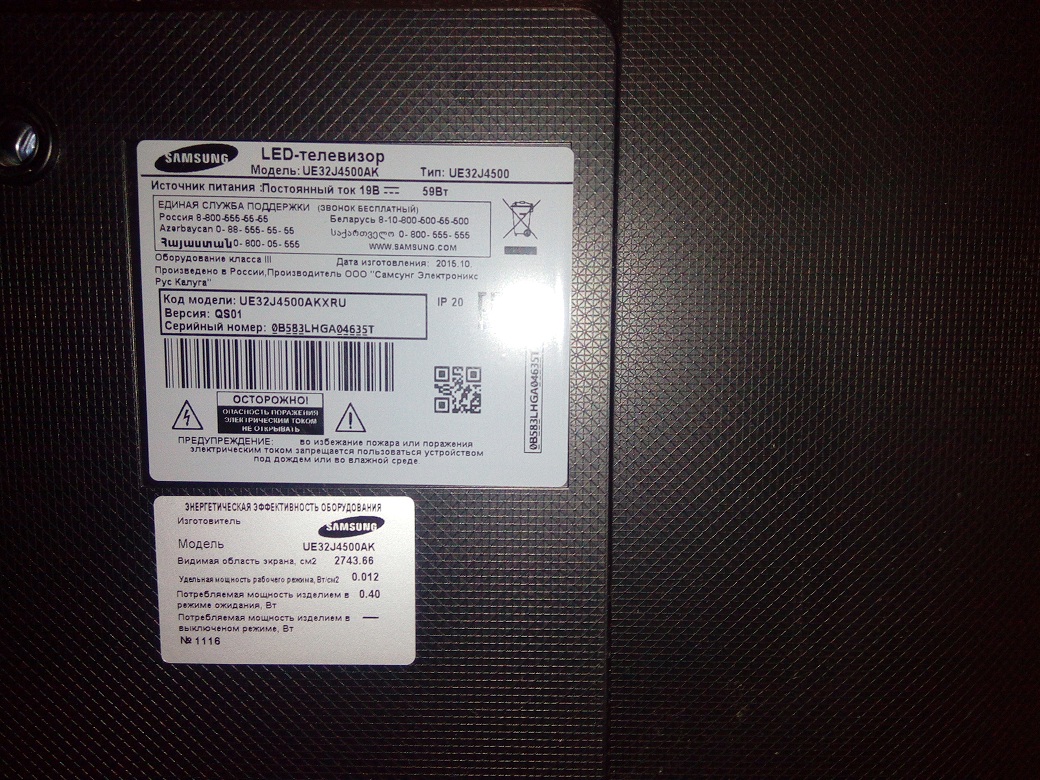 SAMSUNG LED-телевизор
Модель: UE32J4500AK Тип: UE32J4500
Источник питания :Постоянный ток 19В 59Вт
ЕДИНАЯ СЛУЖБА ПОДДЕРЖКИ (ЗВОНОК БЕСПЛАТНЫЙ)
Россия 8-800-555-55-55 Беларусь 8-10-800-500-55-500
Azərbaycan 0- 88- 555- 55- 55 საქართველო 0- 800- 555- 555
Հայաստան 0- 800- 05- 555 WWW.SAMSUNG.COM
Оборудование класса III Дата изготовления: 2015.10.
Произведено в России,Производитель ООО "Самсунг Электроникс
Рус Калуга"
Код модели: UE32J4500AKXRU IP 20
Версия: QS01
Серийный номер: 0B583LHGA04635T
0B583LHGA04635T
ОСТОРОЖНО!
ОПАСНОСТЬ ПОРАЖЕНИЯ
ЭЛЕКТРИЧЕСКИМ ТОКОМ
НЕ ОТКРЫВАТЬ
ПРЕДУПРЕЖДЕНИЕ: во избежание пожара или поражения
электрическим током запрещается пользоваться устройством
под дождем или во влажной среде
ЭНЕРГЕТИЧЕСКАЯ ЭФФЕКТИВНОСТЬ ОБОРУДОВАНИЯ
Изготовитель SAMSUNG
Модель UE32J4500AK
Видимая область экрана, см2 2743.66
Удельная мощность рабочего режима, Вт/см2 0.012
Потребляемая мощность изделием в 0.40
режиме ожидания, Вт
Потребляемая мощность изделием в —
выключеном режиме, Вт
№ 1116